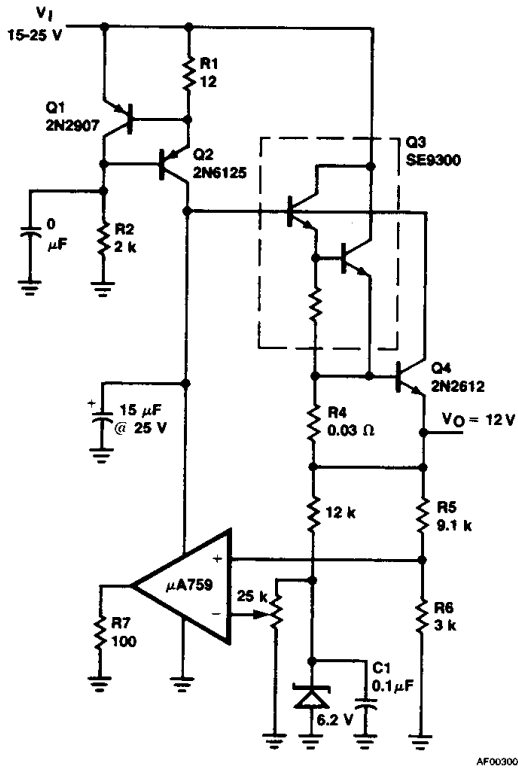 VI
15-25 V
R1
12
Q1
2N2907
Q2
2N6125
Q3
SE9300
0
μF
R2
2 k
Q4
2N2612
VO = 12 V
+
15 μF
@ 25 V
R4
0.03 Ω
12 k
R5
9.1 k
+
μA759
−
25 k
R7
100
R6
3 k
C1
0.1μF
6.2 V
AF00300